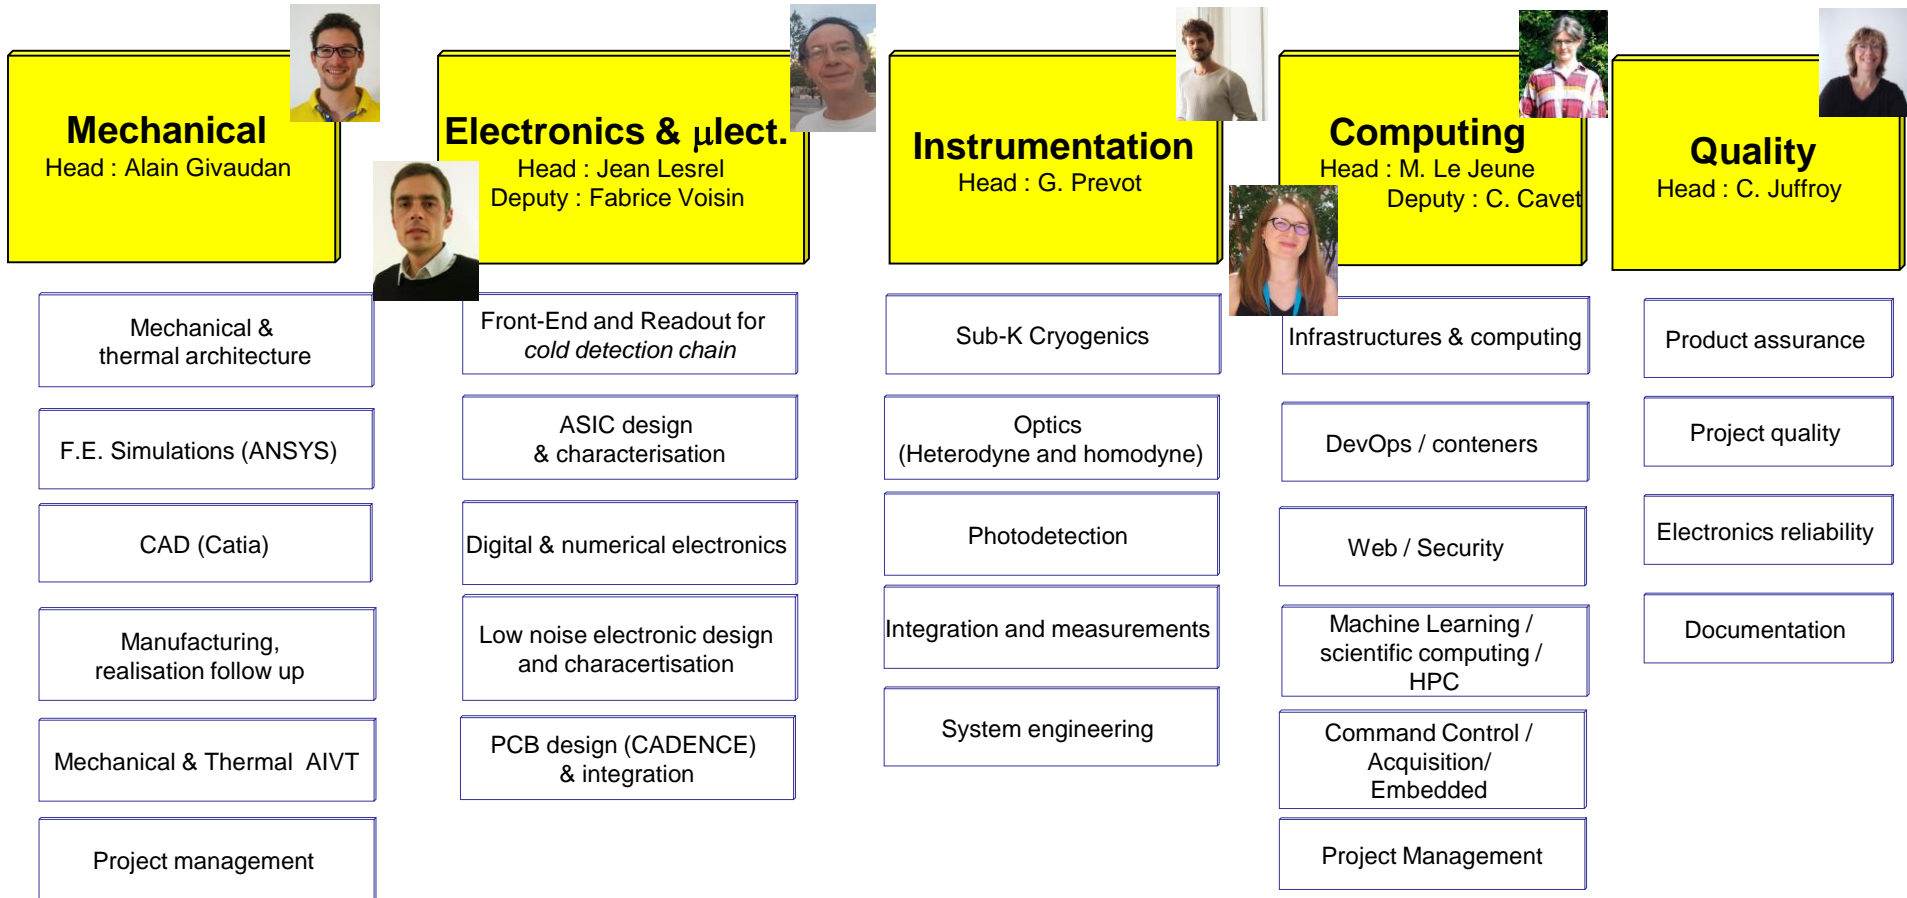 Mechanical
Head : Alain Givaudan
Mechanical &
thermal architecture
F.E. Simulations (ANSYS)
CAD (Catia)
Manufacturing,
realisation follow up
Mechanical & Thermal  AIVT
Project management
Electronics & μlect.
Head : Jean Lesrel
Deputy : Fabrice Voisin
Front-End and Readout for
cold detection chain
ASIC design
& characterisation
Digital & numerical electronics
Low noise electronic design
and characertisation
PCB design (CADENCE)
& integration
Instrumentation
Head : G. Prevot
Sub-K Cryogenics
Optics
(Heterodyne and homodyne)
Photodetection
Integration and measurements
System engineering
Computing
Head : M. Le Jeune
Deputy : C. Cavet
Infrastructures & computing
DevOps / conteners
Web / Security
Machine Learning /
scientific computing /
HPC
Command Control /
Acquisition/
Embedded
Project Management
Quality
Head : C. Juffroy
Product assurance
Project quality
Electronics reliability
Documentation